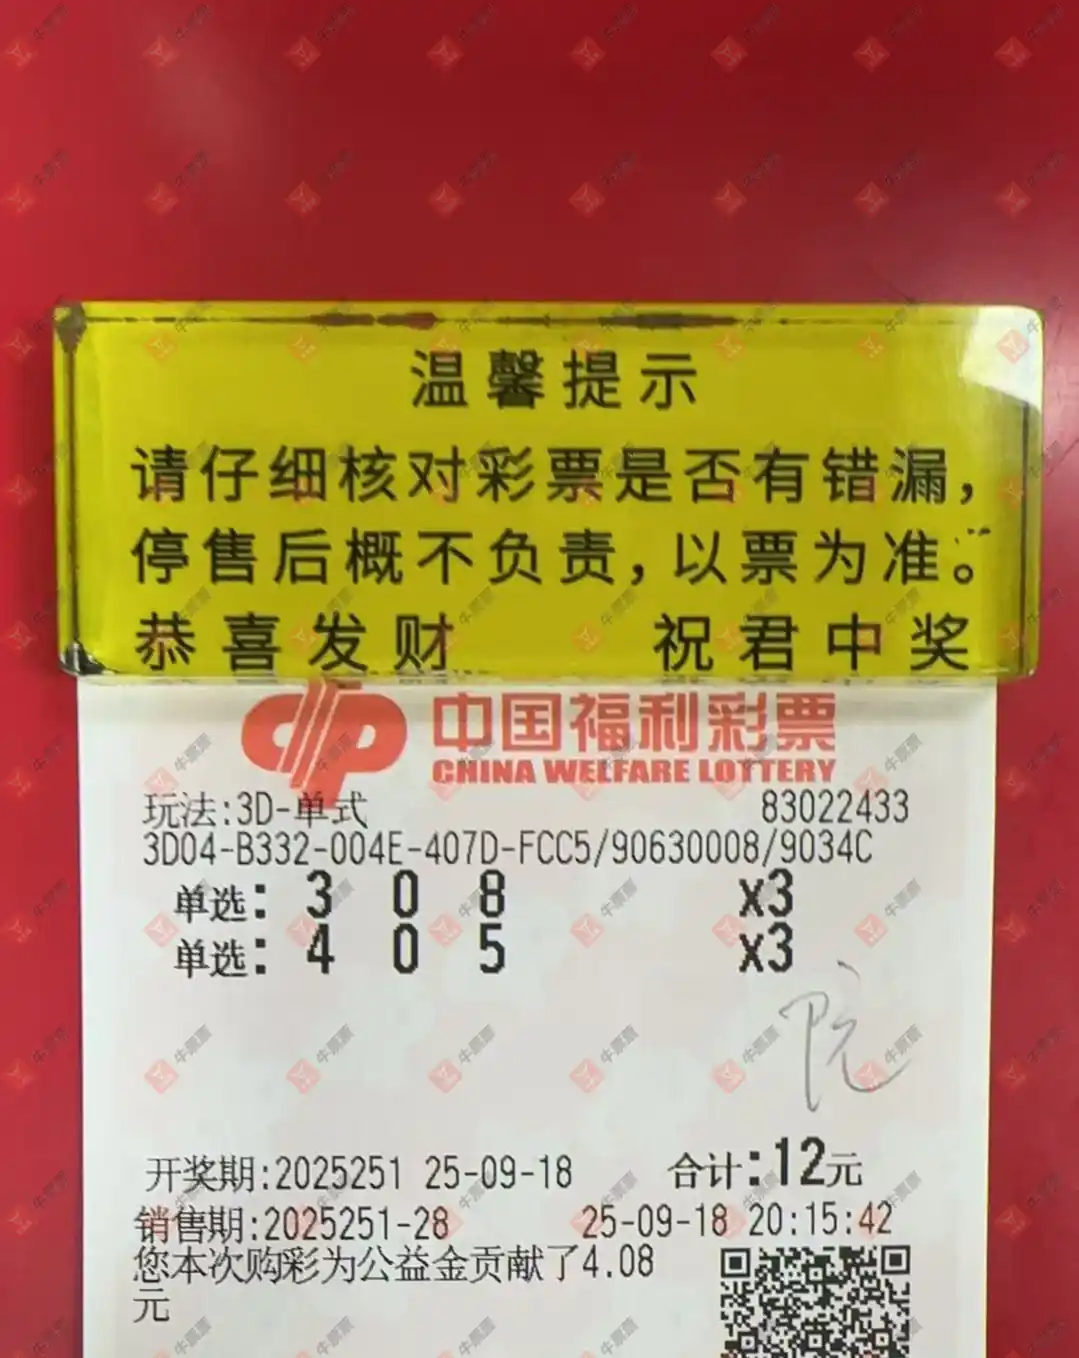 温馨提示
请仔细核对彩票是否有错漏，
停售后概不负责，以票为准。
恭喜发财 祝君中奖
中国福利彩票
CHINA WELFARE LOTTERY
玩法:3D-单式 83022433
3D04-B332-004E-407D-FCC5/90630008/9034C
单选: 3 0 8 x3
单选: 4 0 5 x3
院
开奖期:2025251 25-09-18 合计:12元
销售期:2025251-28 25-09-18 20:15:42
您本次购彩为公益金贡献了4.08
元
牛票票